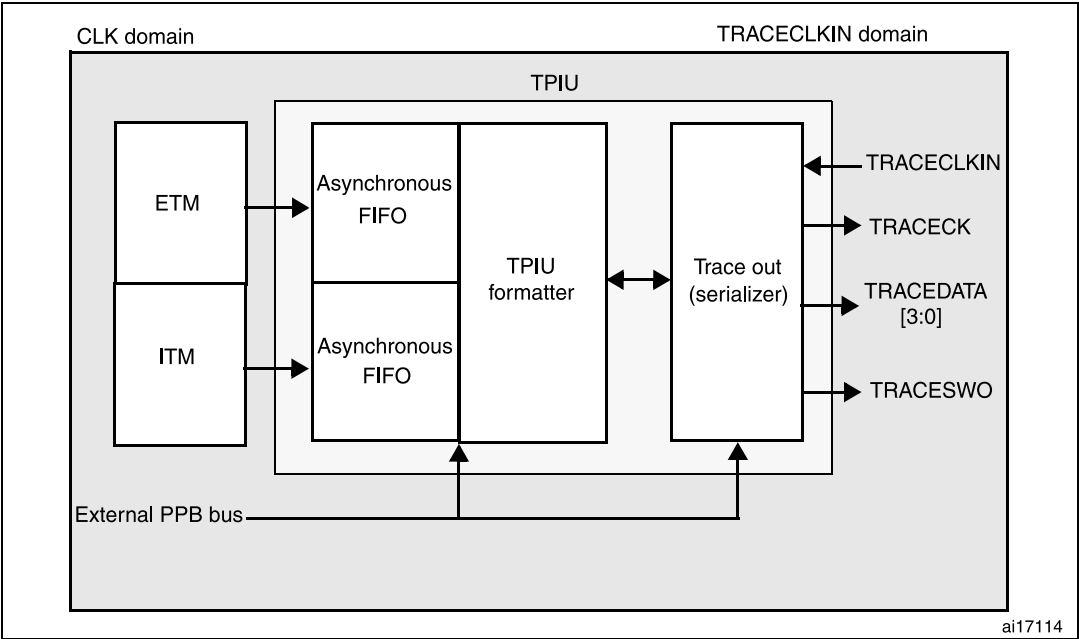 CLK domain
TRACECLKIN domain
TPIU
ETM
Asynchronous
FIFO
TPIU
formatter
Trace out
(serializer)
TRACECLKIN
TRACECK
TRACEDATA
[3:0]
TRACESWO
ITM
Asynchronous
FIFO
External PPB bus
ai17114